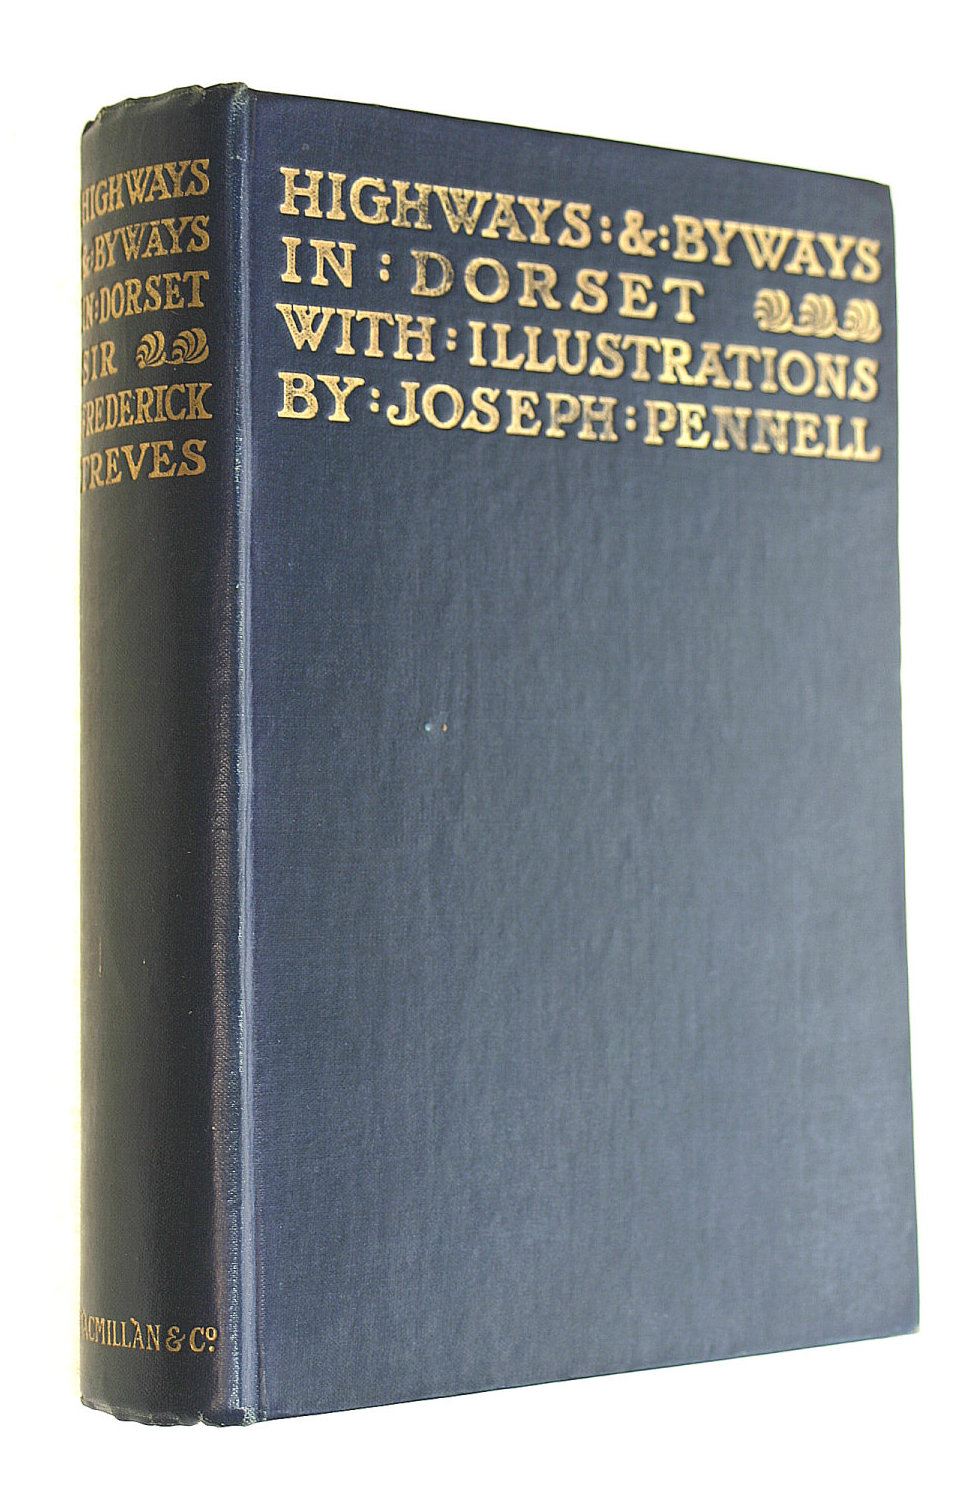 HIGHWAYS
&:BYWAYS
IN:DORSET
SIR
FREDERICK
TREVES
MACMILLAN & Cº.
HIGHWAYS:&:BYWAYS
IN:DORSET
WITH:ILLUSTRATIONS
BY:JOSEPH:PENNELL